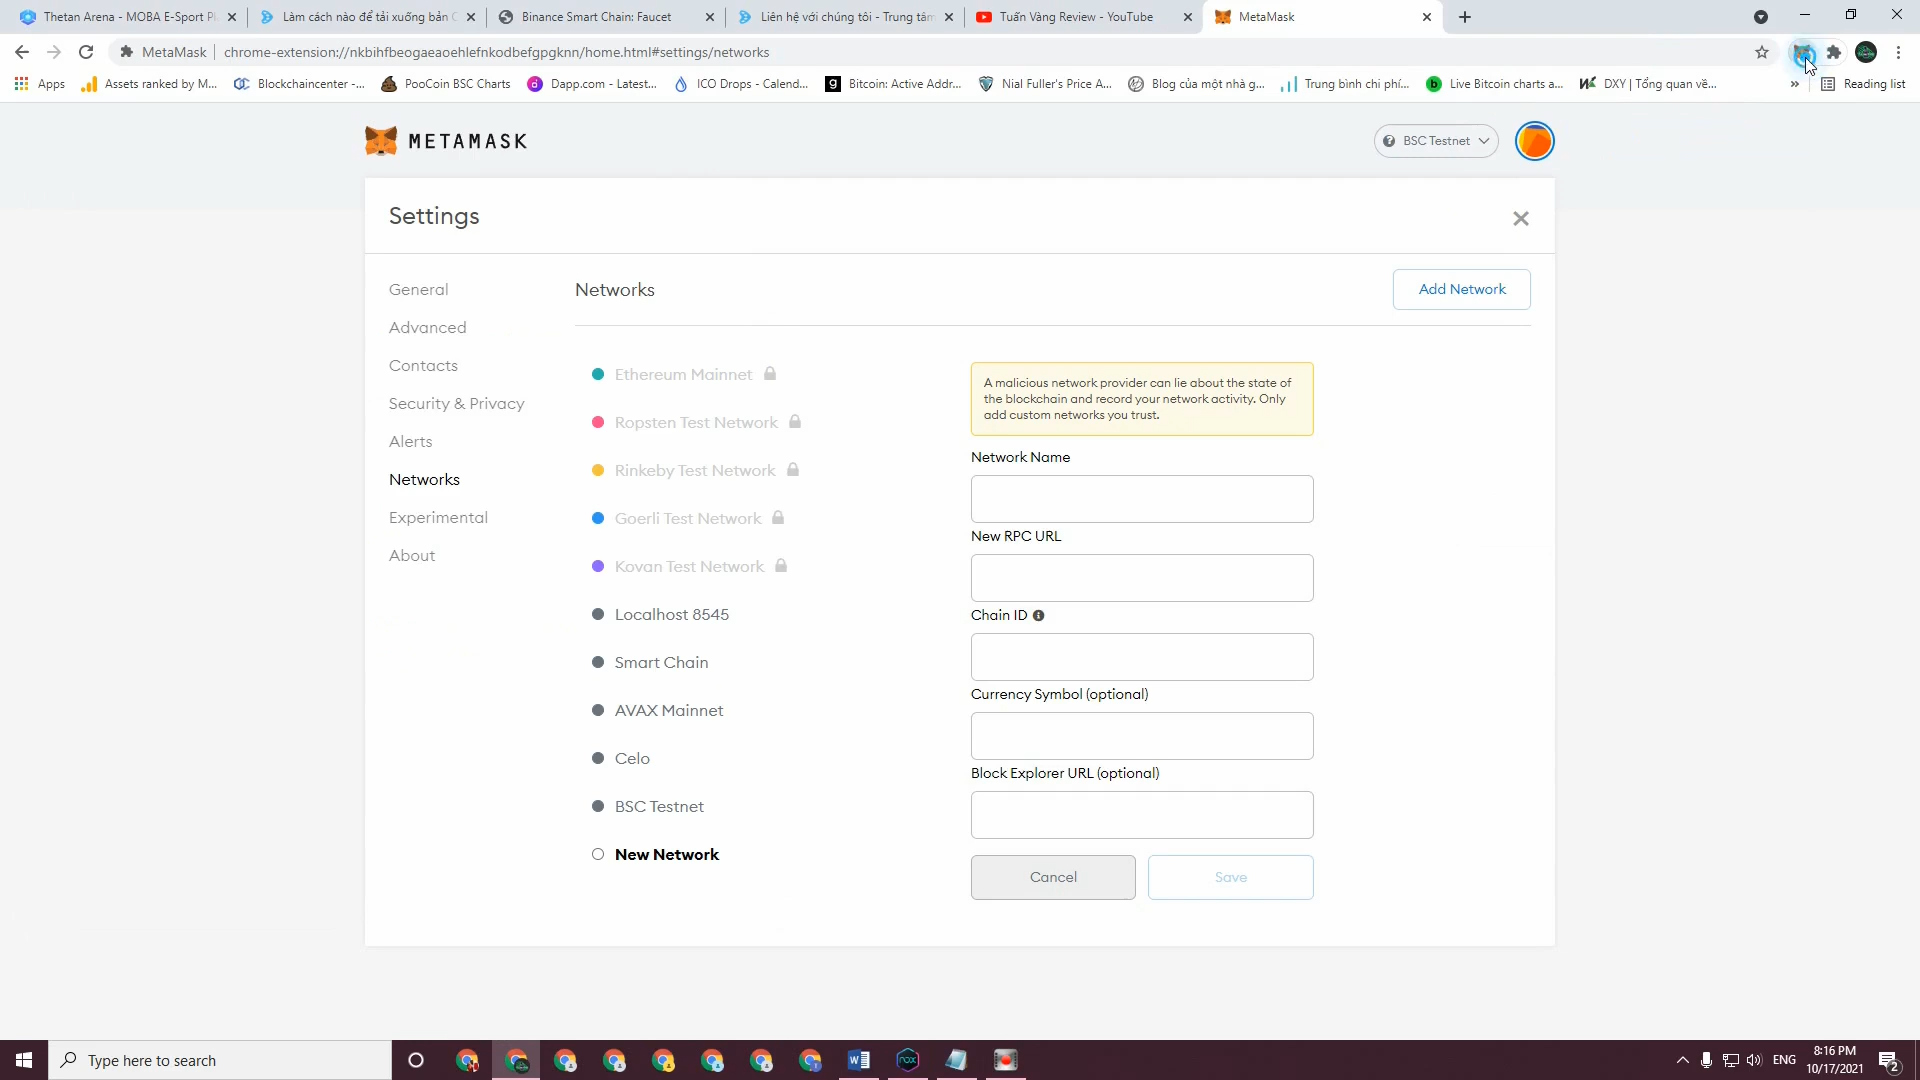 Thetan Arena - MOBA E-Sport Pl
Làm cách nào để tải xuống bản C
Binance Smart Chain: Faucet
Liên hệ với chúng tôi - Trung tâm
Tuấn Vàng Review - YouTube
MetaMask
MetaMask
chrome-extension://nkbihfbeogaeaoehlefnkodbefgpgknn/home.html#settings/networks
Apps
Assets ranked by M...
Blockchaincenter -...
PooCoin BSC Charts
Dapp.com - Latest...
ICO Drops - Calend...
Bitcoin: Active Addr...
Nial Fuller's Price A...
Blog của một nhà g...
Trung bình chi phí...
Live Bitcoin charts a...
DXY | Tổng quan về...
»
Reading list
METAMASK
BSC Testnet
Settings
General
Advanced
Contacts
Security & Privacy
Alerts
Networks
Experimental
About
Networks
Add Network
Ethereum Mainnet
Ropsten Test Network
Rinkeby Test Network
Goerli Test Network
Kovan Test Network
Localhost 8545
Smart Chain
AVAX Mainnet
Celo
BSC Testnet
New Network
A malicious network provider can lie about the state of
the blockchain and record your network activity. Only
add custom networks you trust.
Network Name
New RPC URL
Chain ID
Currency Symbol (optional)
Block Explorer URL (optional)
Cancel
Save
Type here to search
ENG
8:16 PM
10/17/2021
2